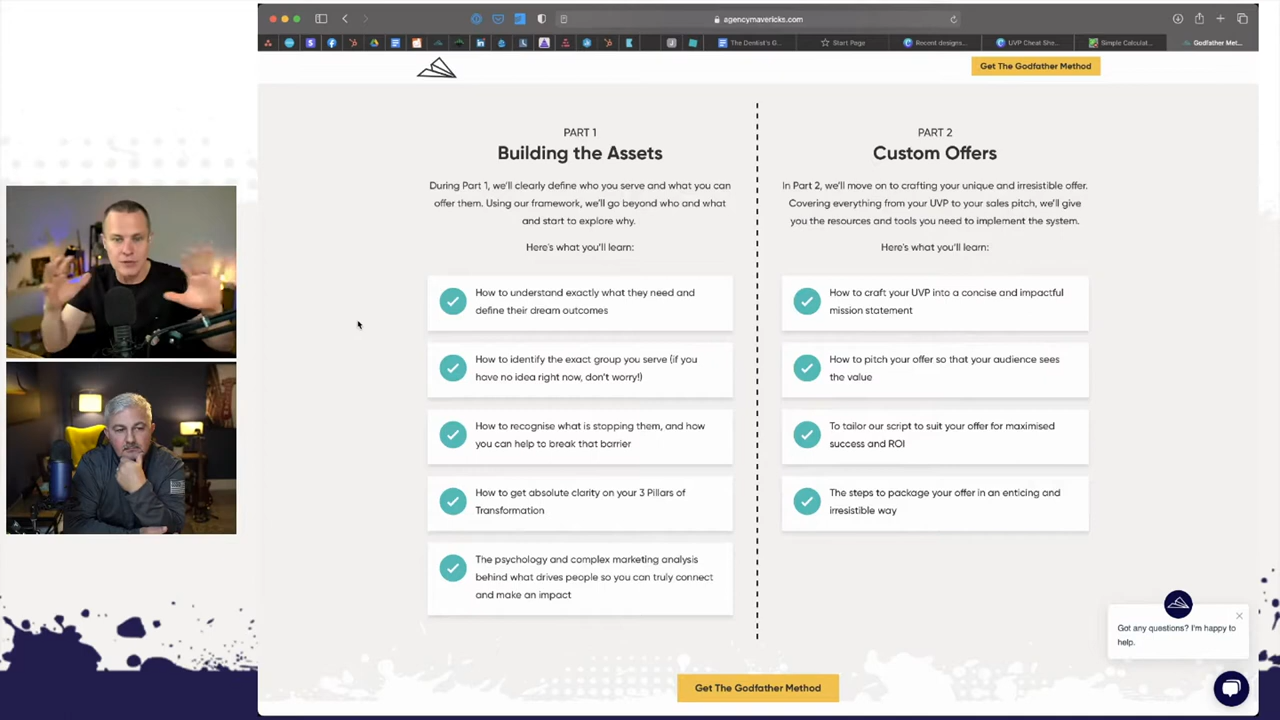 agencymavericks.com
The Dentist's G...
Start Page
Recent designs...
UVP Cheat She...
Simple Calculat...
Godfather Met...
Get The Godfather Method
PART 1
Building the Assets
During Part 1, we'll clearly define who you serve and what you can
offer them. Using our framework, we'll go beyond who and what
and start to explore why.
Here's what you'll learn:
How to understand exactly what they need and
define their dream outcomes
How to identify the exact group you serve (if you
have no idea right now, don't worry!)
How to recognise what is stopping them, and how
you can help to break that barrier
How to get absolute clarity on your 3 Pillars of
Transformation
The psychology and complex marketing analysis
behind what drives people so you can truly connect
and make an impact
PART 2
Custom Offers
In Part 2, we'll move on to crafting your unique and irresistible offer.
Covering everything from your UVP to your sales pitch, we'll give
you the resources and tools you need to implement the system.
Here's what you'll learn:
How to craft your UVP into a concise and impactful
mission statement
How to pitch your offer so that your audience sees
the value
To tailor our script to suit your offer for maximised
success and ROI
The steps to package your offer in an enticing and
irresistible way
Got any questions? I'm happy to
help.
Get The Godfather Method